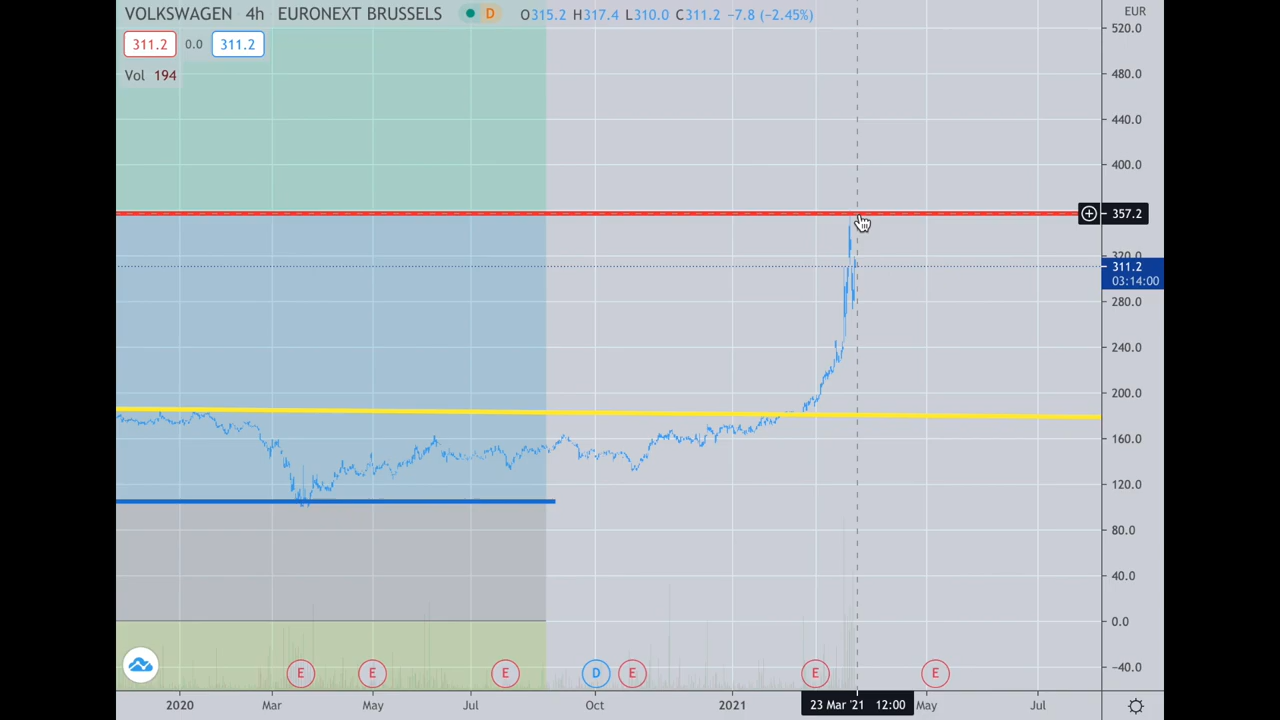 VOLKSWAGEN 4h EURONEXT BRUSSELS D O315.2 H317.4 L310.0 C311.2 −7.8 (−2.45%)
EUR
311.2 0.0 311.2
Vol 194
520.0
480.0
440.0
400.0
357.2
320.0
311.2
03:14:00
280.0
240.0
200.0
160.0
120.0
80.0
40.0
0.0
−40.0
E E E D E E E
2020 Mar May Jul Oct 2021 23 Mar '21 12:00 May Jul